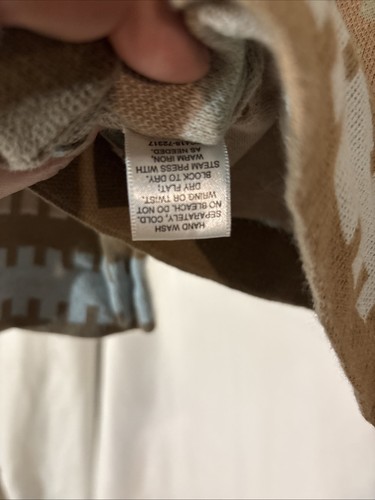 HAND WASH
SEPARATELY, COLD.
NO BLEACH. DO NOT
WRING OR TWIST.
DRY FLAT;
BLOCK TO DRY.
STEAM PRESS WITH
WARM IRON,
AS NEEDED.